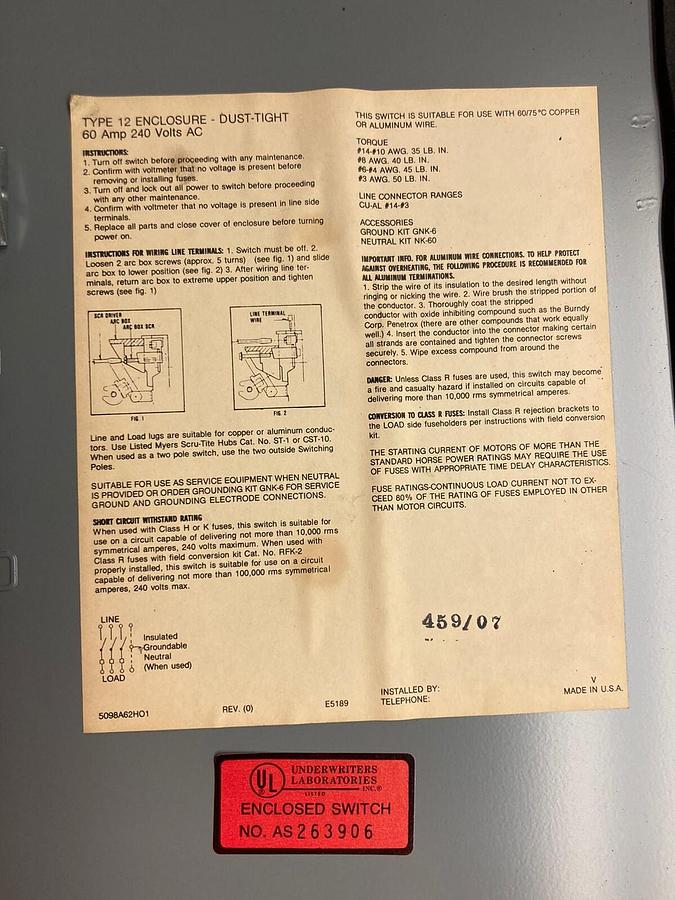 TYPE 12 ENCLOSURE - DUST-TIGHT
60 Amp 240 Volts AC
INSTRUCTIONS:
1. Turn off switch before proceeding with any maintenance.
2. Confirm with voltmeter that no voltage is present before
removing or installing fuses.
3. Turn off and lock out all power to switch before proceeding
with any other maintenance.
4. Confirm with voltmeter that no voltage is present in line side
terminals.
5. Replace all parts and close cover of enclosure before turning
power on.
INSTRUCTIONS FOR WIRING LINE TERMINALS: 1. Switch must be off. 2.
Loosen 2 arc box screws (approx. 5 turns) (see fig. 1) and slide
arc box to lower position (see fig. 2) 3. After wiring line ter-
minals, return arc box to extreme upper position and tighten
screws (see fig. 1)
SCR DRIVER
ARC BOX
ARC BOX SCR
FIG. 1
LINE TERMINAL
WIRE
FIG. 2
Line and Load lugs are suitable for copper or aluminum conduc-
tors. Use Listed Myers Scru-Tite Hubs Cat. No. ST-1 or CST-10.
When used as a two pole switch, use the two outside Switching
Poles.
SUITABLE FOR USE AS SERVICE EQUIPMENT WHEN NEUTRAL
IS PROVIDED OR ORDER GROUNDING KIT GNK-6 FOR SERVICE
GROUND AND GROUNDING ELECTRODE CONNECTIONS.
SHORT CIRCUIT WITHSTAND RATING
When used with Class H or K fuses, this switch is suitable for
use on a circuit capable of delivering not more than 10,000 rms
symmetrical amperes, 240 volts maximum. When used with
Class R fuses with field conversion kit Cat. No. RFK-2
properly installed, this switch is suitable for use on a circuit
capable of delivering not more than 100,000 rms symmetrical
amperes, 240 volts max.
LINE
Insulated
Groundable
Neutral
(When used)
LOAD
5098A62HO1
REV. (0)
E5189
THIS SWITCH IS SUITABLE FOR USE WITH 60/75°C COPPER
OR ALUMINUM WIRE.
TORQUE
#14-#10 AWG. 35 LB. IN.
#8 AWG. 40 LB. IN.
#6-#4 AWG. 45 LB. IN.
#3 AWG. 50 LB. IN.
LINE CONNECTOR RANGES
CU-AL #14-#3
ACCESSORIES
GROUND KIT GNK-6
NEUTRAL KIT NK-60
IMPORTANT INFO. FOR ALUMINUM WIRE CONNECTIONS. TO HELP PROTECT
AGAINST OVERHEATING, THE FOLLOWING PROCEDURE IS RECOMMENDED FOR
ALL ALUMINUM TERMINATIONS.
1. Strip the wire of its insulation to the desired length without
ringing or nicking the wire. 2. Wire brush the stripped portion of
the conductor. 3. Thoroughly coat the stripped
conductor with oxide inhibiting compound such as the Burndy
Corp. Penetrox (there are other compounds that work equally
well.) 4. Insert the conductor into the connector making certain
all strands are contained and tighten the connector screws
securely. 5. Wipe excess compound from around the
connectors.
DANGER: Unless Class R fuses are used, this switch may become
a fire and casualty hazard if installed on circuits capable of
delivering more than 10,000 rms symmetrical amperes.
CONVERSION TO CLASS R FUSES: Install Class R rejection brackets to
the LOAD side fuseholders per instructions with field conversion
kit.
THE STARTING CURRENT OF MOTORS OF MORE THAN THE
STANDARD HORSE POWER RATINGS MAY REQUIRE THE USE
OF FUSES WITH APPROPRIATE TIME DELAY CHARACTERISTICS.
FUSE RATINGS-CONTINUOUS LOAD CURRENT NOT TO EX-
CEED 80% OF THE RATING OF FUSES EMPLOYED IN OTHER
THAN MOTOR CIRCUITS.
459/07
INSTALLED BY:
TELEPHONE:
V
MADE IN U.S.A.
UL
UNDERWRITERS
LABORATORIES
INC.®
LISTED
ENCLOSED SWITCH
NO. AS 263906